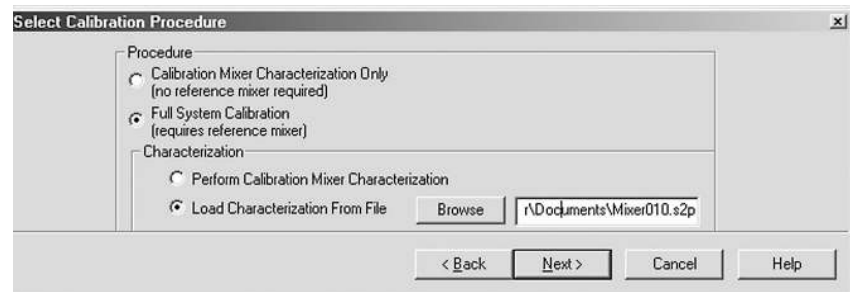 Select Calibration Procedure
Procedure
Calibration Mixer Characterization Only
(no reference mixer required)
Full System Calibration
(requires reference mixer)
Characterization
Perform Calibration Mixer Characterization
Load Characterization From File Browse r\Documents\Mixer010.s2p
< Back Next > Cancel Help